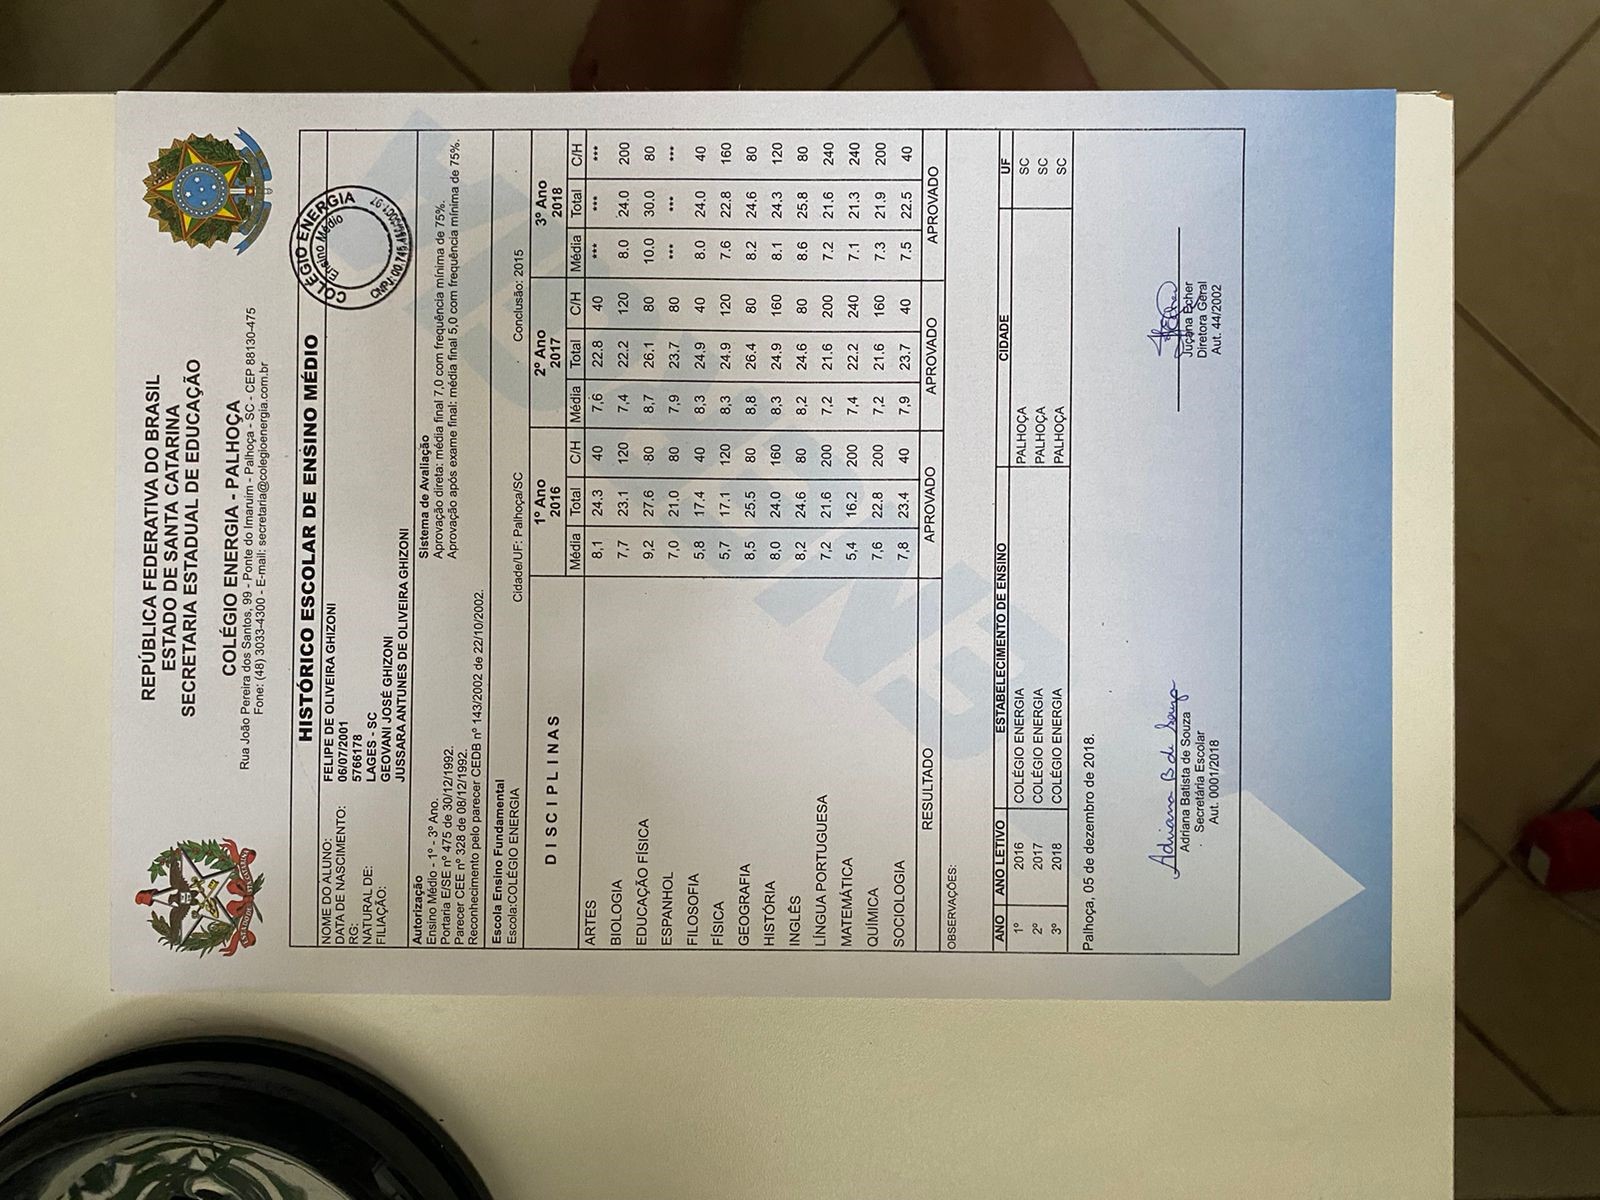 REPÚBLICA FEDERATIVA DO BRASIL
ESTADO DE SANTA CATARINA
SECRETARIA ESTADUAL DE EDUCAÇÃO
COLÉGIO ENERGIA - PALHOÇA
Rua João Pereira dos Santos, 99 - Ponte do Imaruim - Palhoça - SC - CEP 88130-475
Fone: (48) 3033-4300 - E-mail: secretaria@colegioenergia.com.br
COLÉGIO ENERGIA
Ensino Médio
HISTÓRICO ESCOLAR DE ENSINO MÉDIO
NOME DO ALUNO: FELIPE DE OLIVEIRA GHIZONI
DATA DE NASCIMENTO: 06/07/2001
RG: 5766178
NATURAL DE: LAGES - SC
FILIAÇÃO: GEOVANI JOSÉ GHIZONI
JUSSARA ANTUNES DE OLIVEIRA GHIZONI
Autorização
Ensino Médio - 1º - 3º Ano.
Portaria E/SE nº 475 de 30/12/1992.
Parecer CEE nº 328 de 08/12/1992.
Reconhecimento pelo parecer CEDB nº 143/2002 de 22/10/2002.
Sistema de Avaliação
Aprovação direta: média final 7,0 com frequência mínima de 75%.
Aprovação após exame final: média final 5,0 com frequência mínima de 75%.
Escola Ensino Fundamental
Escola:COLÉGIO ENERGIA Cidade/UF: Palhoça/SC Conclusão: 2015
DISCIPLINAS 1º Ano 2º Ano 3º Ano
2016 2017 2018
Média Total C/H Média Total C/H Média Total C/H
ARTES 8,1 24.3 40 7,6 22.8 40 *** *** ***
BIOLOGIA 7,7 23.1 120 7,4 22.2 120 8.0 24.0 200
EDUCAÇÃO FÍSICA 9,2 27.6 80 8,7 26.1 80 10.0 30.0 80
ESPANHOL 7,0 21.0 80 7,9 23.7 80 *** *** ***
FILOSOFIA 5,8 17.4 40 8,3 24.9 40 8.0 24.0 40
FÍSICA 5,7 17.1 120 8,3 24.9 120 7.6 22.8 160
GEOGRAFIA 8,5 25.5 80 8,8 26.4 80 8.2 24.6 80
HISTÓRIA 8,0 24.0 160 8,3 24.9 160 8.1 24.3 120
INGLÊS 8,2 24.6 80 8,2 24.6 80 8.6 25.8 80
LÍNGUA PORTUGUESA 7,2 21.6 200 7,2 21.6 200 7.2 21.6 240
MATEMÁTICA 5,4 16.2 200 7,4 22.2 240 7.1 21.3 240
QUÍMICA 7,6 22.8 200 7,2 21.6 160 7.3 21.9 200
SOCIOLOGIA 7,8 23.4 40 7,9 23.7 40 7.5 22.5 40
RESULTADO APROVADO APROVADO APROVADO
OBSERVAÇÕES:
ANO ANO LETIVO ESTABELECIMENTO DE ENSINO CIDADE UF
1º 2016 COLÉGIO ENERGIA PALHOÇA SC
2º 2017 COLÉGIO ENERGIA PALHOÇA SC
3º 2018 COLÉGIO ENERGIA PALHOÇA SC
Palhoça, 05 de dezembro de 2018.
Adriana B de Souza
Adriana Batista de Souza
Secretária Escolar
Aut. 0001/2018
Juçana Escher
Diretora Geral
Aut. 44/2002